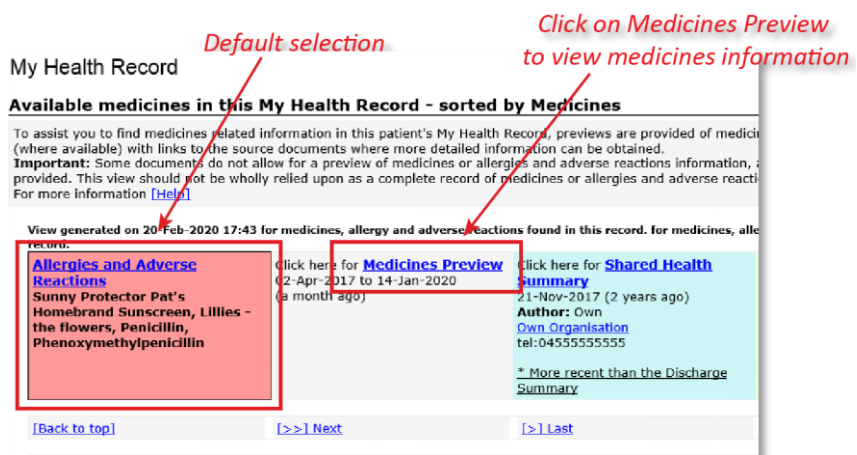 Default selection
Click on Medicines Preview
to view medicines information
My Health Record
Available medicines in this My Health Record - sorted by Medicines
To assist you to find medicines related information in this patient's My Health Record, previews are provided of medici
(where available) with links to the source documents where more detailed information can be obtained.
Important: Some documents do not allow for a preview of medicines or allergies and adverse reactions information, a
provided. This view should not be wholly relied upon as a complete record of medicines or allergies and adverse reacti
For more information [Help]
View generated on 20-Feb-2020 17:43 for medicines, allergy and adverse reactions found in this record. for medicines, alle
record.
Allergies and Adverse
Reactions
Sunny Protector Pat's
Homebrand Sunscreen, Lillies -
the flowers, Penicillin,
Phenoxymethylpenicillin
Click here for Medicines Preview
02-Apr-2017 to 14-Jan-2020
(a month ago)
Click here for Shared Health
Summary
21-Nov-2017 (2 years ago)
Author: Own
Own Organisation
tel:04555555555
* More recent than the Discharge
Summary
[Back to top]
[>>] Next
[>] Last